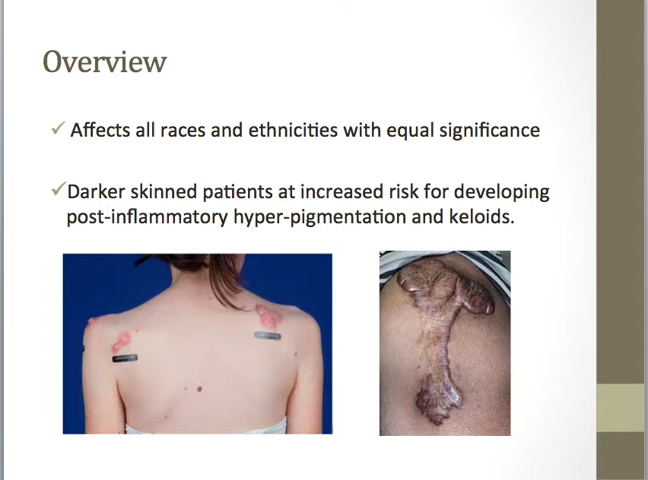 Overview
Affects all races and ethnicities with equal significance
Darker skinned patients at increased risk for developing
post-inflammatory hyper-pigmentation and keloids.